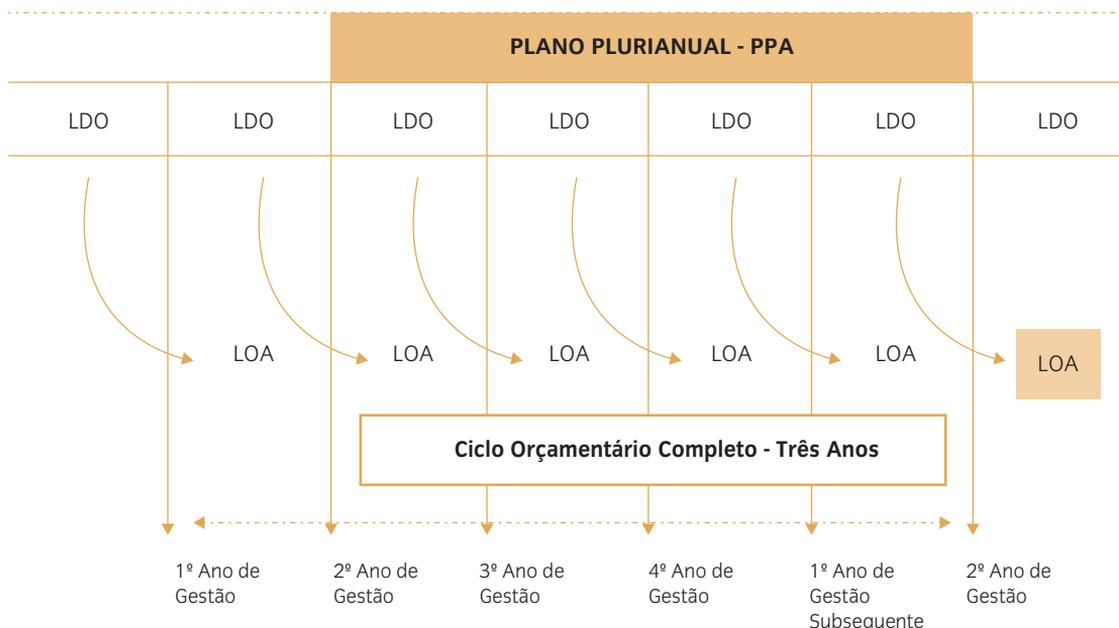 PLANO PLURIANUAL - PPA
LDO LDO LDO LDO LDO LDO LDO
LOA LOA LOA LOA LOA LOA
Ciclo Orçamentário Completo - Três Anos
1º Ano de
Gestão
2º Ano de
Gestão
3º Ano de
Gestão
4º Ano de
Gestão
1º Ano de
Gestão
Subsequente
2º Ano de
Gestão